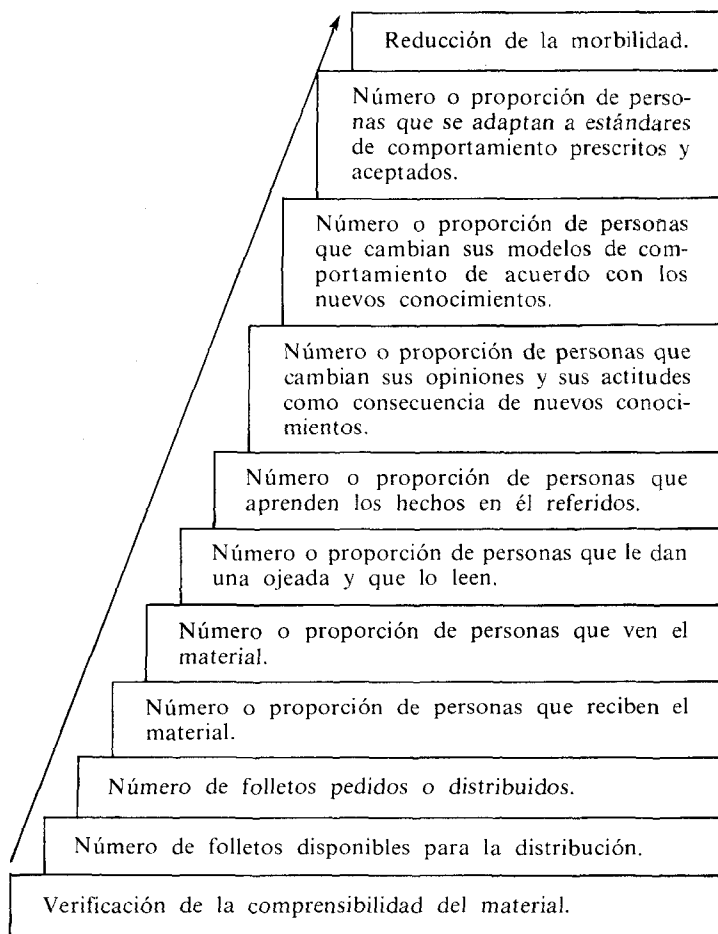 Reducción de la morbilidad.
Número o proporción de perso-
nas que se adaptan a estándares
de comportamiento prescritos y
aceptados.
Número o proporción de personas
que cambian sus modelos de com-
portamiento de acuerdo con los
nuevos conocimientos.
Número o proporción de personas que
cambian sus opiniones y sus actitudes
como consecuencia de nuevos conoci-
mientos.
Número o proporción de personas que
aprenden los hechos en él referidos.
Número o proporción de personas que le dan
una ojeada y que lo leen.
Número o proporción de personas que ven el
material.
Número o proporción de personas que reciben el
material.
Número de folletos pedidos o distribuidos.
Número de folletos disponibles para la distribución.
Verificación de la comprensibilidad del material.